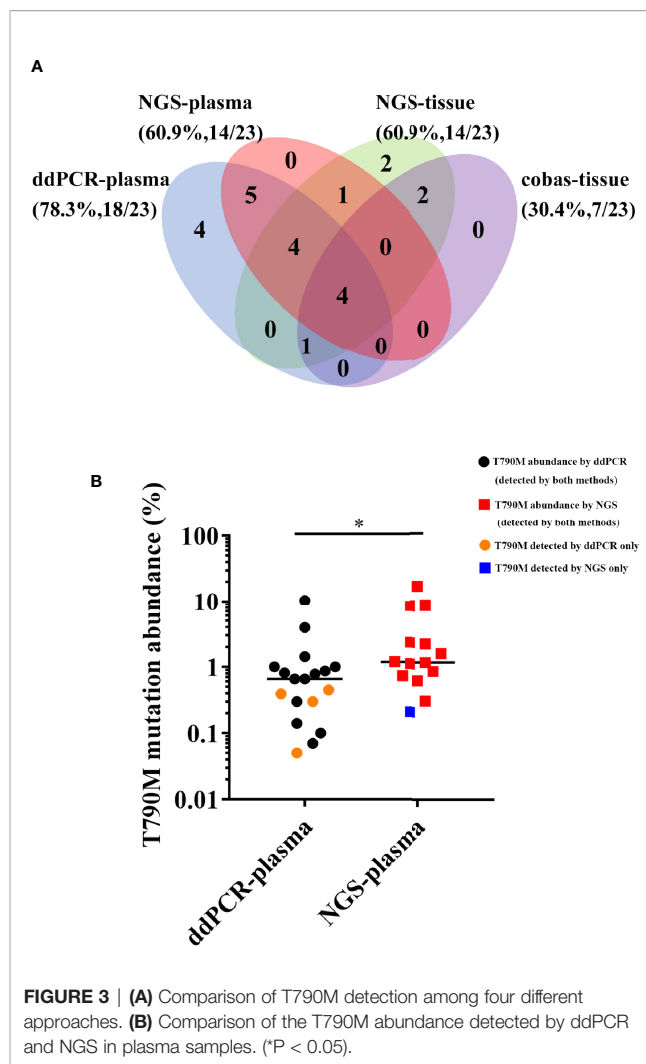 A
NGS-plasma
(60.9%,14/23)
NGS-tissue
(60.9%,14/23)
ddPCR-plasma
(78.3%,18/23)
cobas-tissue
(30.4%,7/23)
0
2
5
1
2
4
0
4
0
4
0
0
1
0
0
B
T790M abundance by ddPCR
(detected by both methods)
T790M abundance by NGS
(detected by both methods)
T790M detected by ddPCR only
T790M detected by NGS only
T790M mutation abundance (%)
100
10
1
0.1
0.01
*
ddPCR-plasma
NGS-plasma
FIGURE 3 | (A) Comparison of T790M detection among four different
approaches. (B) Comparison of the T790M abundance detected by ddPCR
and NGS in plasma samples. (*P < 0.05).